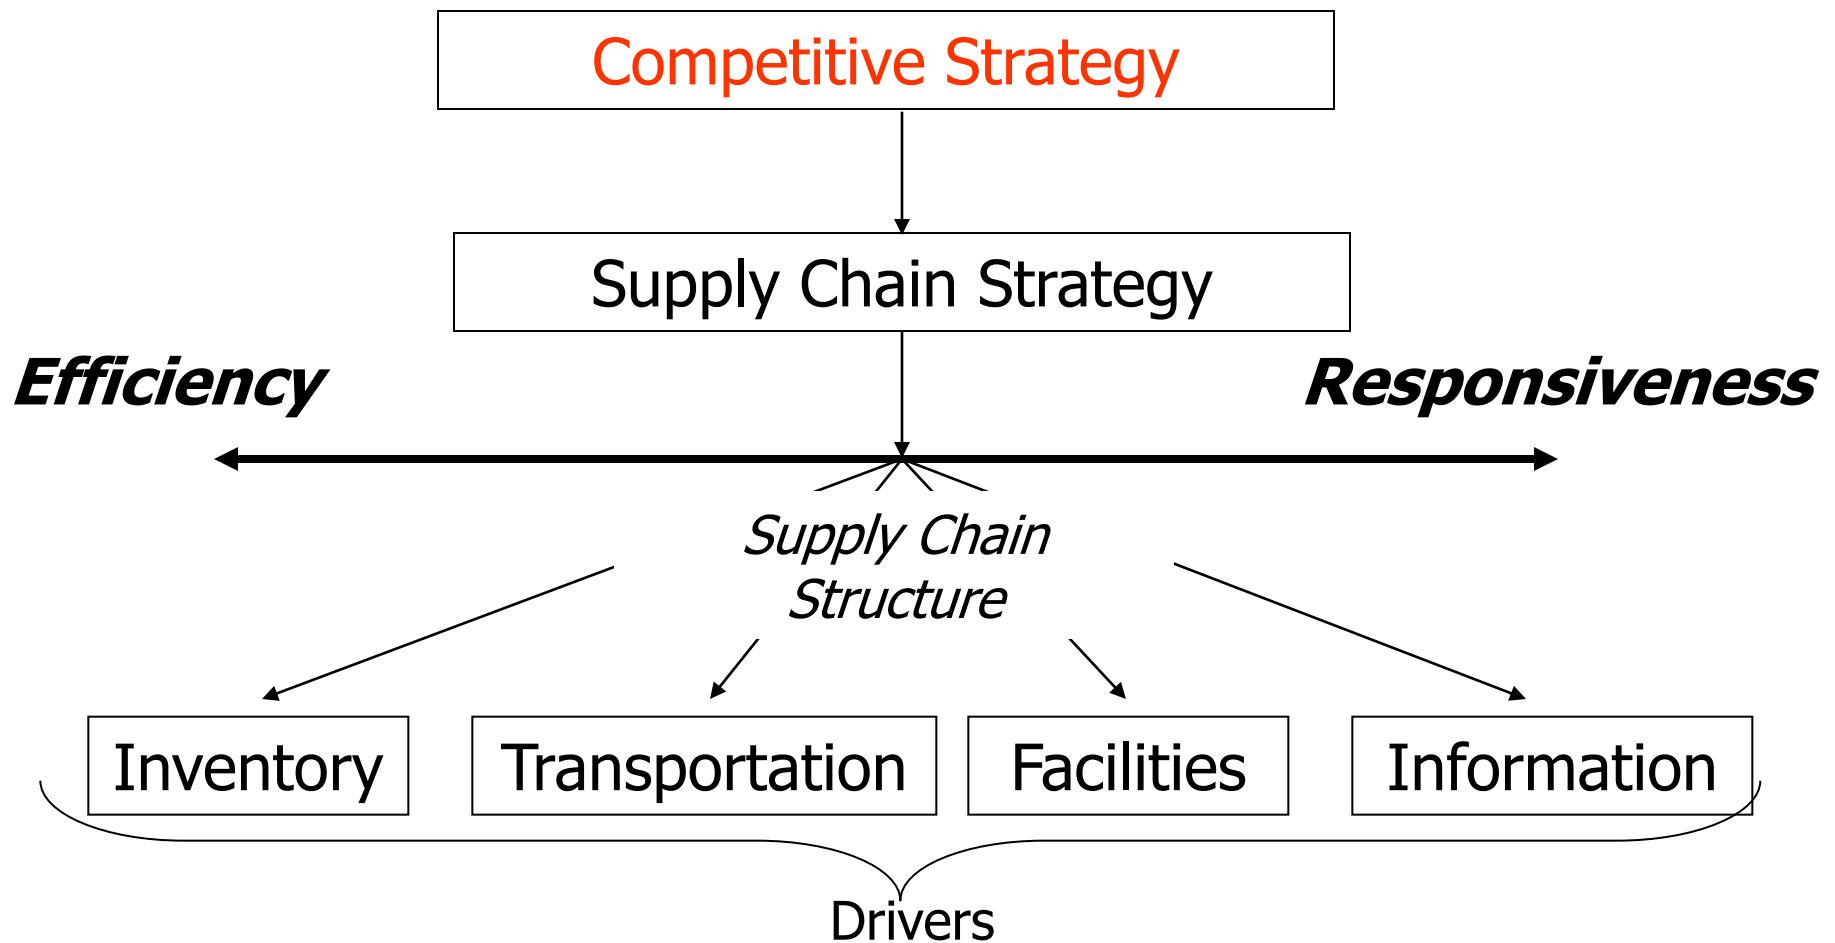 Competitive Strategy
Supply Chain Strategy
Efficiency
Responsiveness
Supply Chain
Structure
Inventory
Transportation
Facilities
Information
Drivers